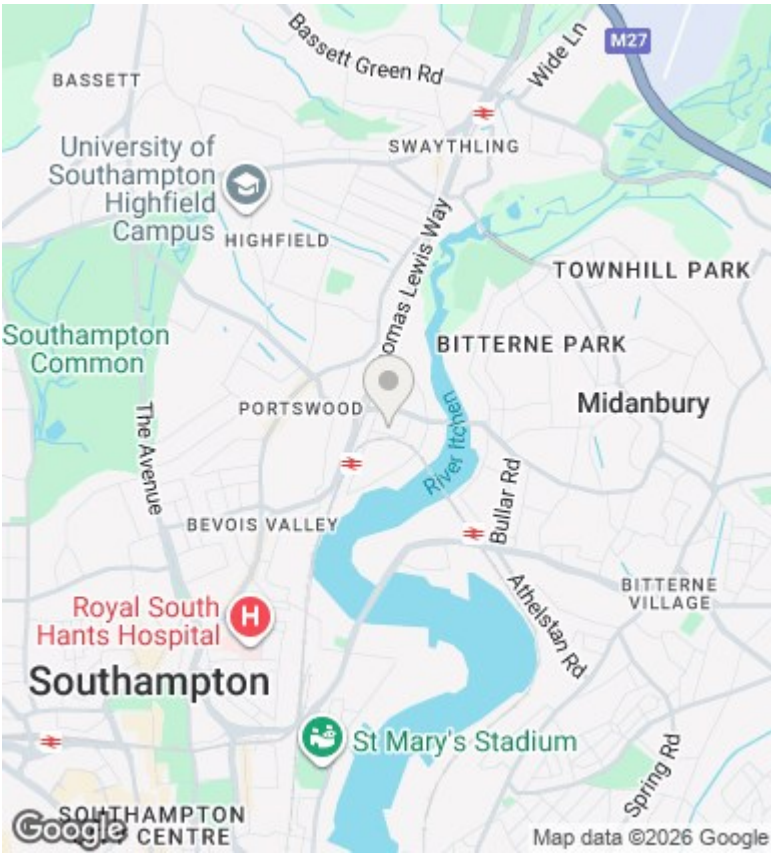 M27
Bassett Green Rd
Wide Ln
BASSETT
SWAYTHLING
University of
Southampton
Highfield
Campus
HIGHFIELD
omas Lewis Way
TOWNHILL PARK
Southampton
Common
BITTERNE PARK
PORTSWOOD
Midanbury
The Avenue
River Itchen
Bullar Rd
BEVOIS VALLEY
Athelstan Rd
BITTERNE
VILLAGE
Royal South
Hants Hospital
H
Southampton
St Mary's Stadium
Spring Rd
SOUTHAMPTON
CENTRE
Google
Map data ©2026 Google